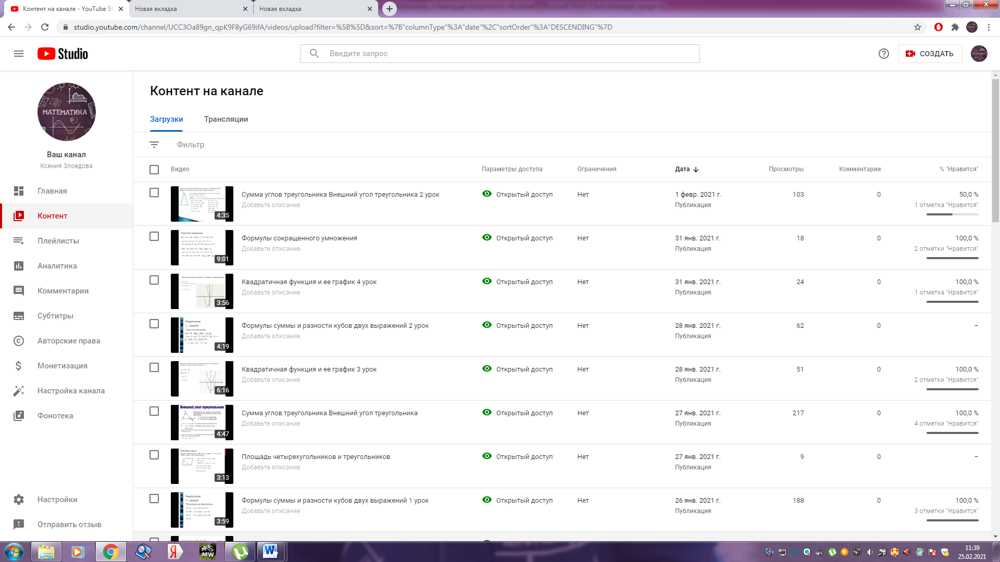 Контент на канале - YouTube St
Новая вкладка
Новая вкладка
studio.youtube.com/channel/UCC3Oa89gn_qpK9F8yG69ifA/videos/upload?filter=%5B%5D&sort=%7B"columnType"%3A"date"%2C"sortOrder"%3A"DESCENDING"%7D
Studio
Введите запрос
СОЗДАТЬ
МАТЕМАТИКА
Ваш канал
Ксения Злоедова
Главная
Контент
Плейлисты
Аналитика
Комментарии
Субтитры
Авторские права
Монетизация
Настройка канала
Фонотека
Настройки
Отправить отзыв
Контент на канале
Загрузки Трансляции
Фильтр
Видео Параметры доступа Ограничения Дата Просмотры Комментарии % "Нравится"
Сумма углов треугольника Внешний угол треугольника 2 урок Открытый доступ Нет 1 февр. 2021 г. 103 0 50,0 %
Добавьте описание Публикация 1 отметка "Нравится"
4:35
Формулы сокращенного умножения Открытый доступ Нет 31 янв. 2021 г. 18 0 100,0 %
Добавьте описание Публикация 2 отметки "Нравится"
9:01
Квадратичная функция и ее график 4 урок Открытый доступ Нет 31 янв. 2021 г. 24 0 100,0 %
Добавьте описание Публикация 1 отметка "Нравится"
3:56
Формулы суммы и разности кубов двух выражений 2 урок Открытый доступ Нет 28 янв. 2021 г. 62 0 –
Добавьте описание Публикация
4:19
Квадратичная функция и ее график 3 урок Открытый доступ Нет 28 янв. 2021 г. 51 0 100,0 %
Добавьте описание Публикация 2 отметки "Нравится"
6:16
Внешний угол треугольника
Сумма углов треугольника Внешний угол треугольника Открытый доступ Нет 27 янв. 2021 г. 217 0 100,0 %
Добавьте описание Публикация 4 отметки "Нравится"
4:47
Площадь четырехугольников и треугольников Открытый доступ Нет 27 янв. 2021 г. 9 0 –
Добавьте описание Публикация
3:13
Формулы суммы и разности кубов двух выражений 1 урок Открытый доступ Нет 26 янв. 2021 г. 188 0 100,0 %
Добавьте описание Публикация 3 отметки "Нравится"
3:59
11:39
25.02.2021